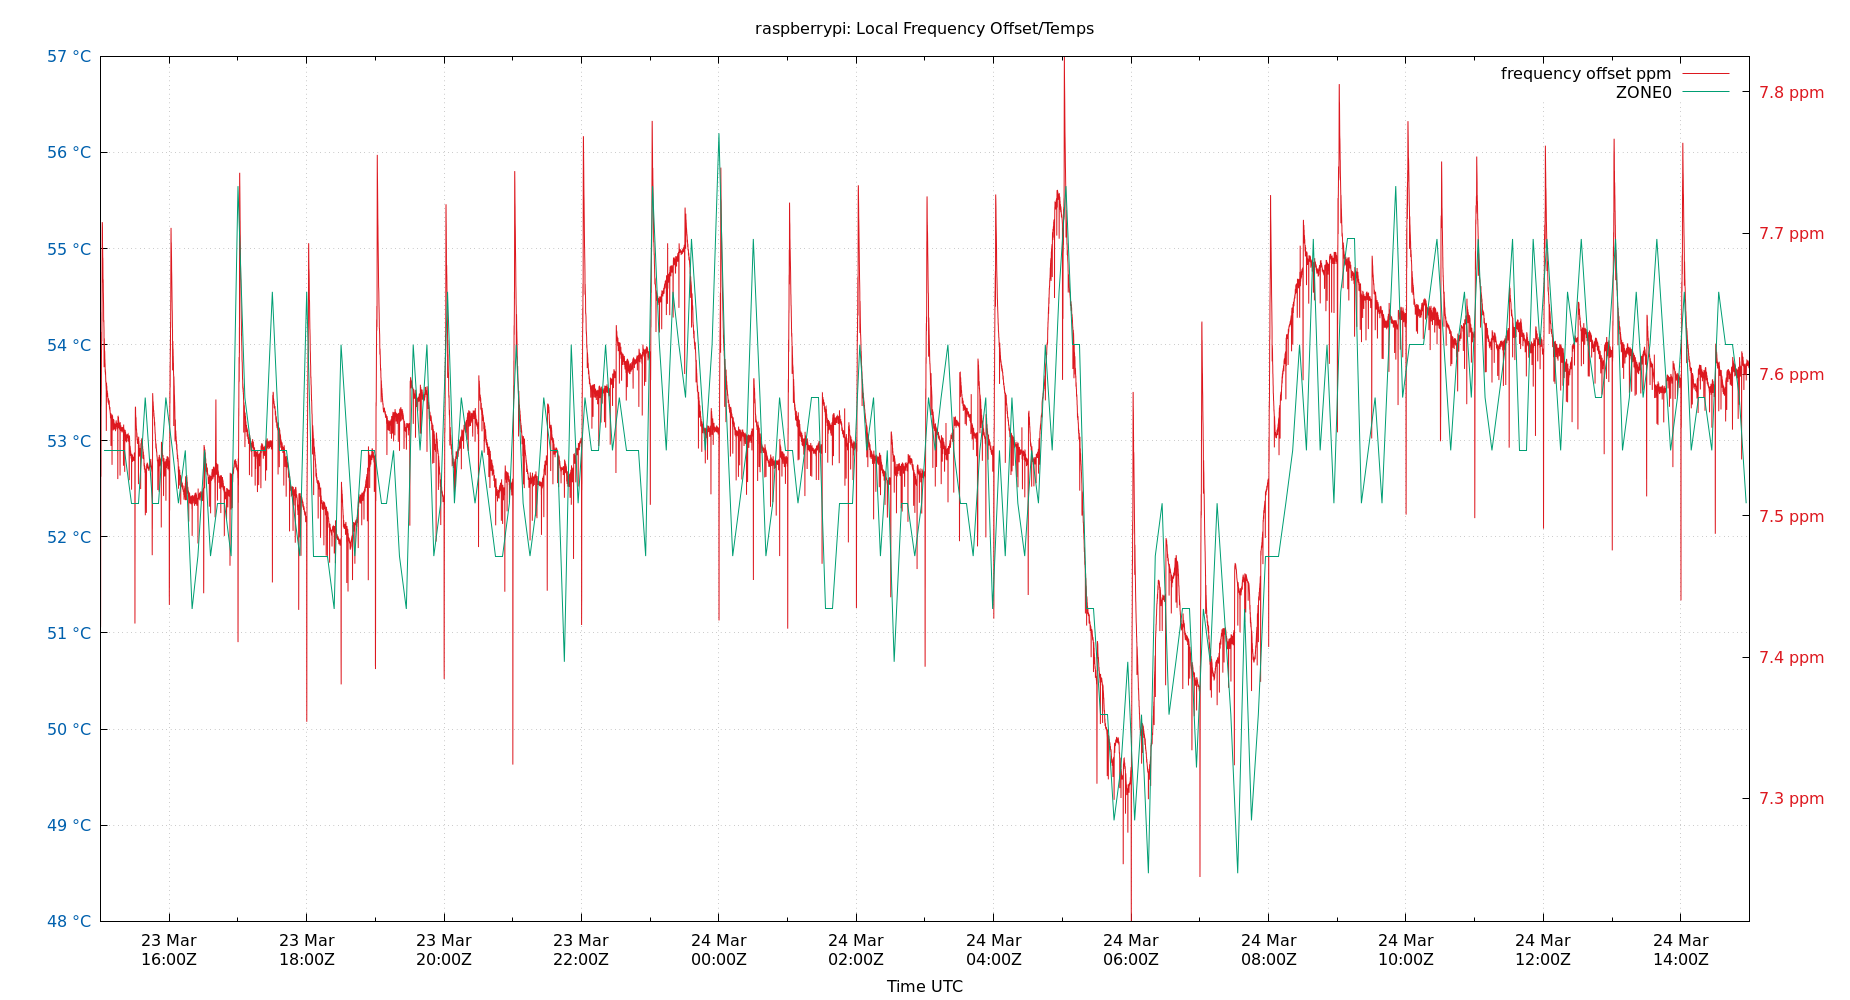 raspberrypi: Local Frequency Offset/Temps
57 °C
56 °C
55 °C
54 °C
53 °C
52 °C
51 °C
50 °C
49 °C
48 °C
frequency offset ppm
ZONE0
7.8 ppm
7.7 ppm
7.6 ppm
7.5 ppm
7.4 ppm
7.3 ppm
23 Mar
16:00Z
23 Mar
18:00Z
23 Mar
20:00Z
23 Mar
22:00Z
24 Mar
00:00Z
24 Mar
02:00Z
24 Mar
04:00Z
24 Mar
06:00Z
24 Mar
08:00Z
24 Mar
10:00Z
24 Mar
12:00Z
24 Mar
14:00Z
Time UTC